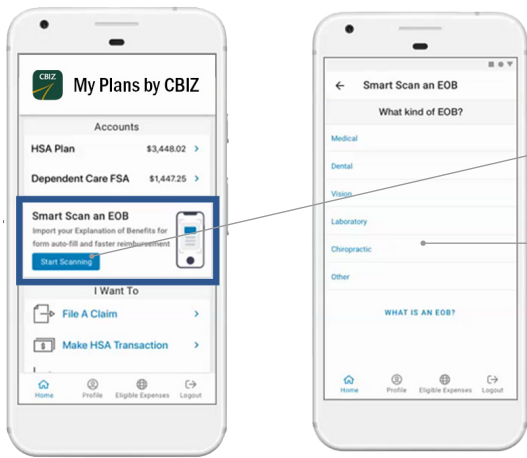 CBIZ
My Plans by CBIZ
Accounts
HSA Plan $3,448.02 >
Dependent Care FSA $1,447.25 >
Smart Scan an EOB
Import your Explanation of Benefits for
form auto-fill and faster reimbursement
Start Scanning
I Want To
File A Claim >
$ Make HSA Transaction >
Home Profile Eligible Expenses Logout
← Smart Scan an EOB
What kind of EOB?
Medical
Dental
Vision
Laboratory
Chiropractic
Other
WHAT IS AN EOB?
Home Profile Eligible Expenses Logout